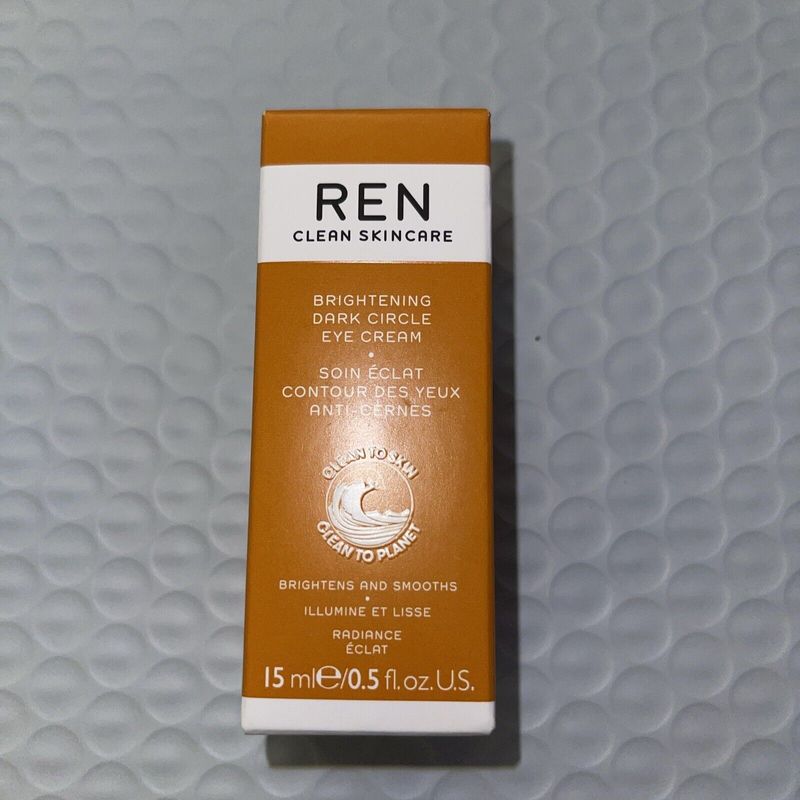 REN
CLEAN SKINCARE
BRIGHTENING
DARK CIRCLE
EYE CREAM
•
SOIN ÉCLAT
CONTOUR DES YEUX
ANTI-CERNES
CLEAN TO SKIN
CLEAN TO PLANET
BRIGHTENS AND SMOOTHS
•
ILLUMINE ET LISSE
RADIANCE
ÉCLAT
15 ml℮/0.5 fl.oz.U.S.